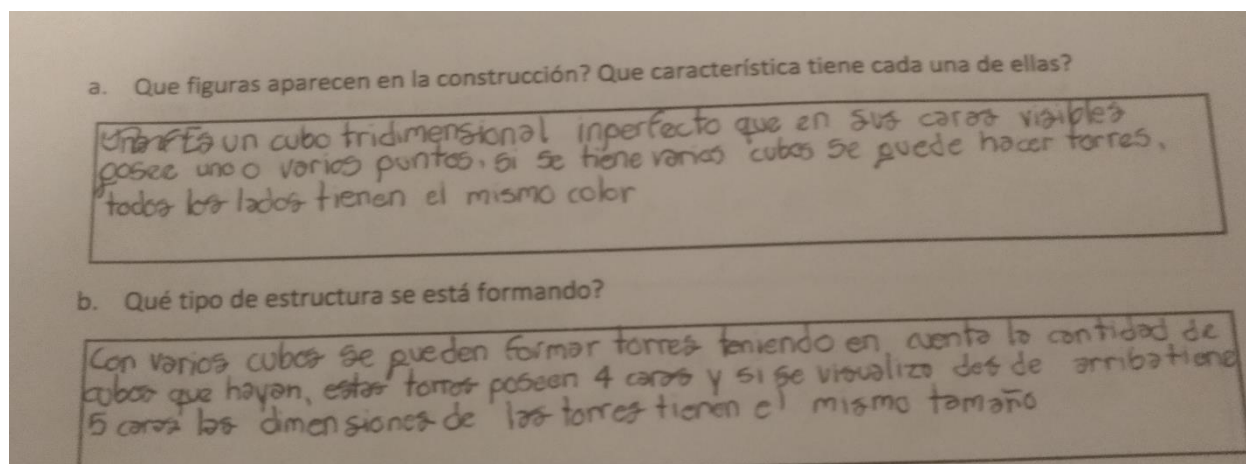 a. Que figuras aparecen en la construcción? Que característica tiene cada una de ellas?
un cubo tridimensional inperfecto que en sus caras visibles
posee uno o varios puntos, si se tiene varios cubos se puede hacer torres,
todos los lados tienen el mismo color
b. Qué tipo de estructura se está formando?
Con varios cubos se pueden formar torres teniendo en cuenta la cantidad de
cubos que hayan, estas torres poseen 4 caras y si se visualiza des de arriba tiene
5 caras las dimensiones de las torres tienen el mismo tamaño